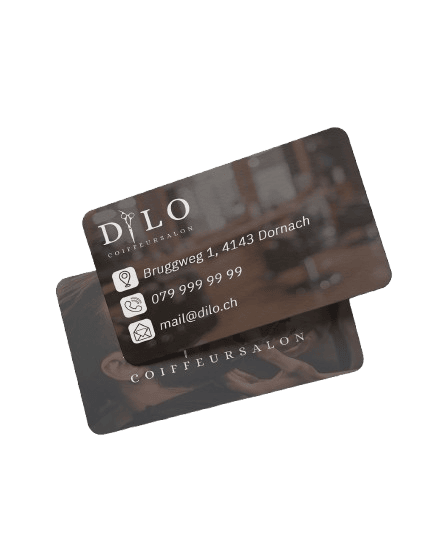 DILO
COIFFEURSALON
Bruggweg 1, 4143 Dornach
079 999 99 99
mail@dilo.ch
COIFFEURSALON